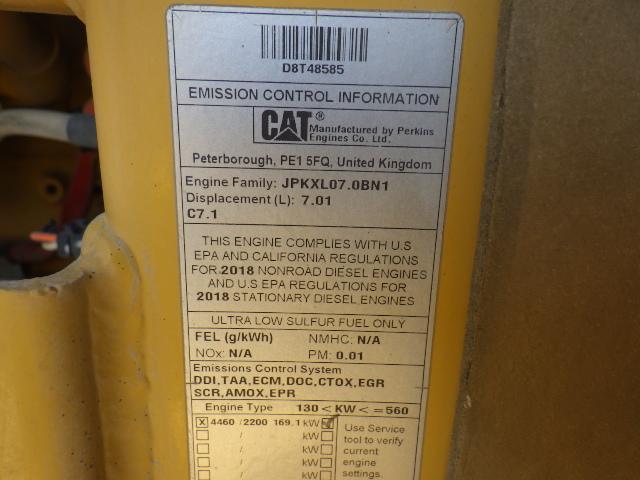 D8T48585
EMISSION CONTROL INFORMATION
CAT® Manufactured by Perkins
Engines Co. Ltd.
Peterborough, PE1 5FQ, United Kingdom
Engine Family: JPKXL07.0BN1
Displacement (L): 7.01
C7.1
THIS ENGINE COMPLIES WITH U.S
EPA AND CALIFORNIA REGULATIONS
FOR 2018 NONROAD DIESEL ENGINES
AND U.S EPA REGULATIONS FOR
2018 STATIONARY DIESEL ENGINES
ULTRA LOW SULFUR FUEL ONLY
FEL (g/kWh) NMHC: N/A
NOx: N/A PM: 0.01
Emissions Control System
DDI,TAA,ECM,DOC,CTOX,EGR
SCR,AMOX,EPR
Engine Type 130 < KW < = 560
X 4460 / 2200 169.1 kW
/ kW
/ kW
/ kW
/ kW
Use Service
tool to verify
current
engine
settings.